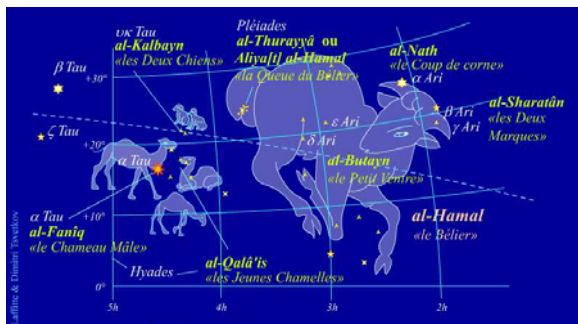 υκ Tau
al-Kalbayn
«les Deux Chiens»
Pléiades
al-Thurayyâ ou
Aliya[t] al-Hamal
«la Queue du Bélier»
al-Nath
«le Coup de corne»
α Ari
β Tau
+30°
β Ari
γ Ari
al-Sharatân
«les Deux
Marques»
ζ Tau
ε Ari
δ Ari
+20°
α Tau
al-Butayn
«le Petit Ventre»
+10°
α Tau
al-Fanîq
«le Chameau Mâle»
al-Hamal
«le Bélier»
Hyades
al-Qalâ'is
«les Jeunes Chamelles»
0°
5h
4h
3h
2h
Laffitte & Dimitri Tsvetkov